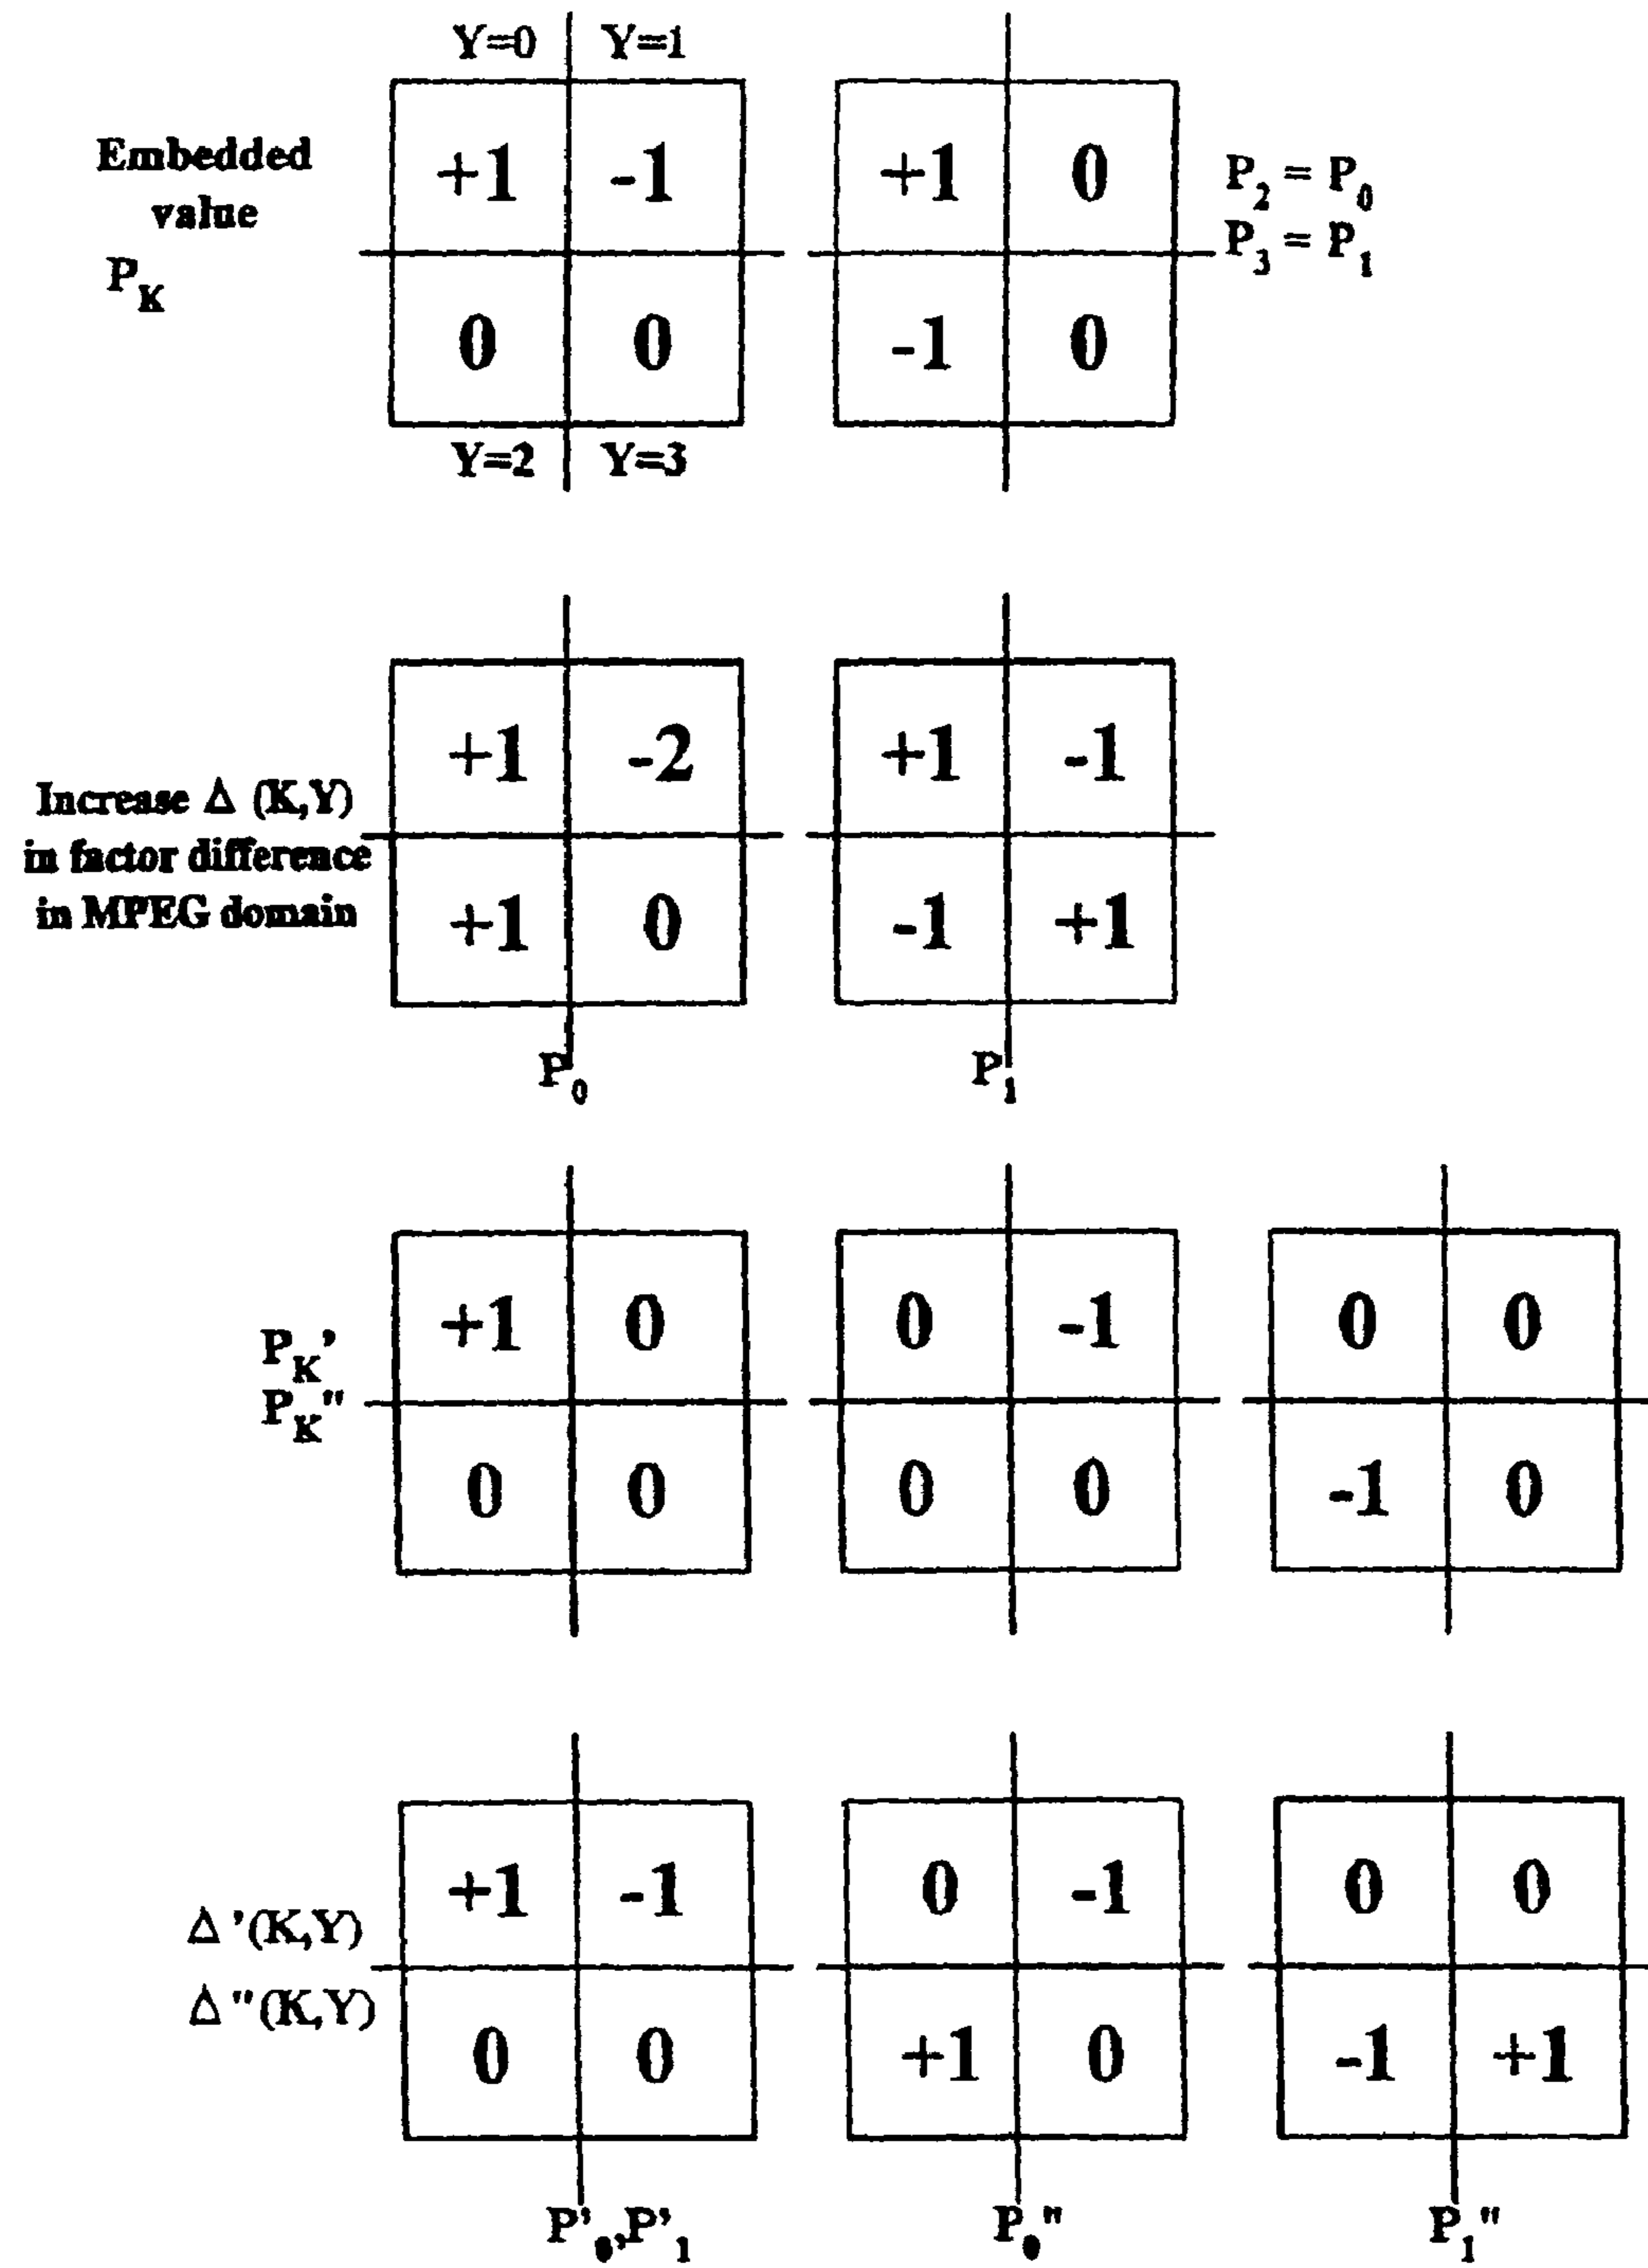 Y=0 Y=1
Embedded
value
P_K
+1 -1
0 0
Y=2 Y=3
+1 0
-1 0
P_2 = P_0
P_3 = P_1
Increase Δ (K,Y)
in factor difference
in MPEG domain
+1 -2
+1 0
P_0
+1 -1
-1 +1
P_1
P_K'
P_K"
+1 0
0 0
0 -1
0 0
0 0
-1 0
Δ'(K,Y)
Δ"(K,Y)
+1 -1
0 0
P'_0,P'_1
0 -1
+1 0
P_0"
0 0
-1 +1
P_1"